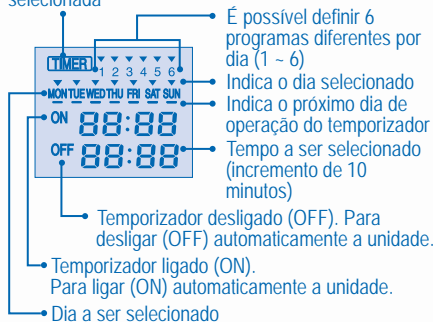 selecionada
É possível definir 6
programas diferentes por
dia (1 ~ 6)
TIMER 1 2 3 4 5 6
Indica o dia selecionado
MON TUE WED THU FRI SAT SUN
Indica o próximo dia de
operação do temporizador
ON 88:88
OFF 88:88
Tempo a ser selecionado
(incremento de 10
minutos)
Temporizador desligado (OFF). Para
desligar (OFF) automaticamente a unidade.
Temporizador ligado (ON).
Para ligar (ON) automaticamente a unidade.
Dia a ser selecionado